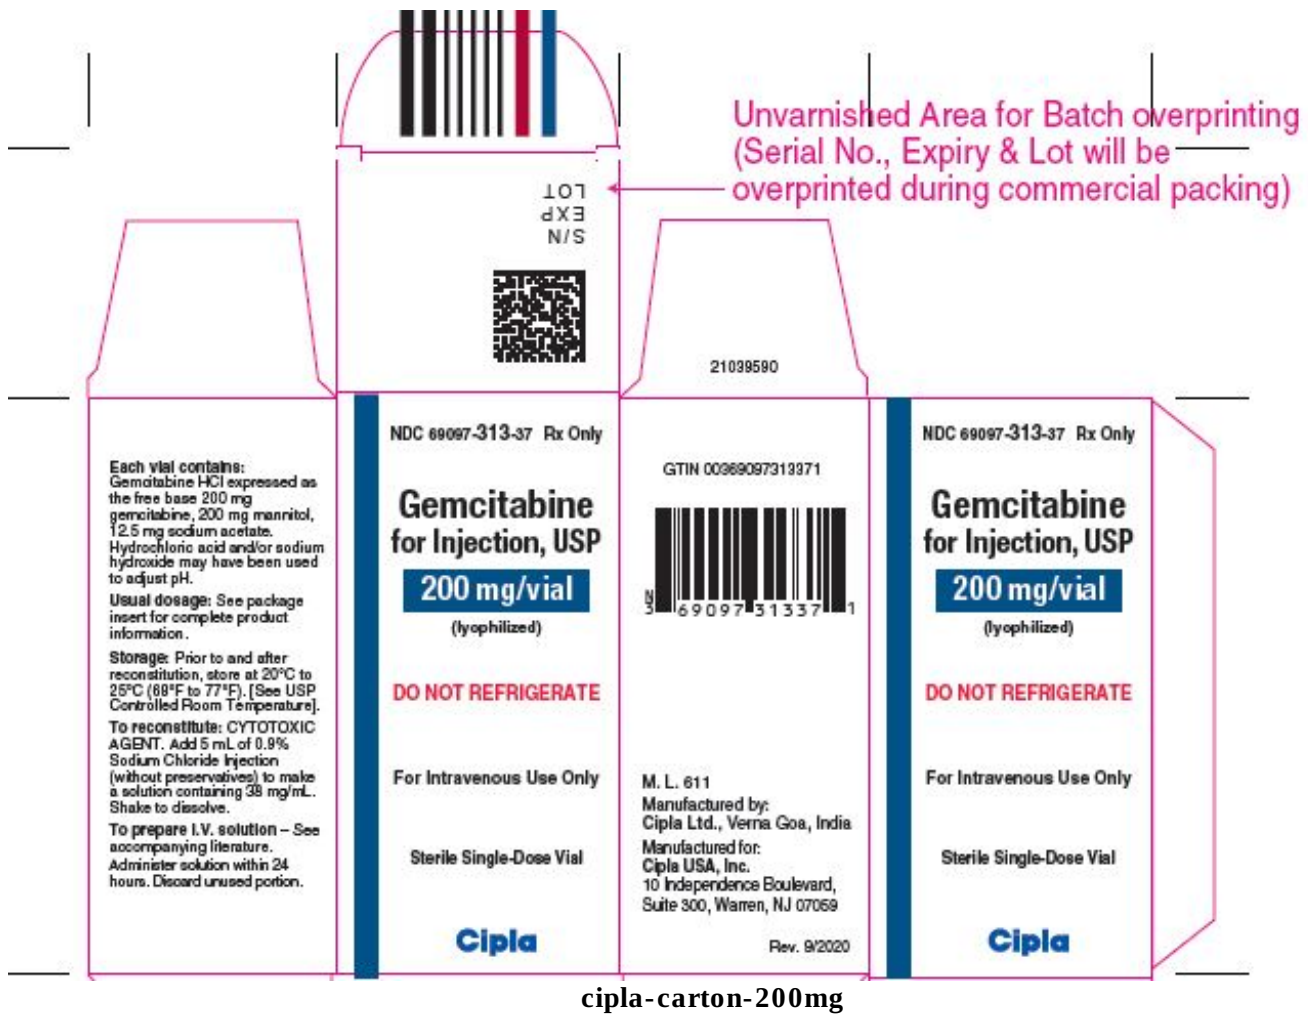 Unvarnished Area for Batch overprinting
(Serial No., Expiry & Lot will be
overprinted during commercial packing)
LOT
EXP
S/N
21039590
Each vial contains:
Gemcitabine HCl expressed as
the free base 200 mg
gemcitabine, 200 mg mannitol,
12.5 mg sodium acetate.
Hydrochloric acid and/or sodium
hydroxide may have been used
to adjust pH.
Usual dosage: See package
insert for complete product
information.
Storage: Prior to and after
reconstitution, store at 20°C to
25°C (68°F to 77°F). [See USP
Controlled Room Temperature].
To reconstitute: CYTOTOXIC
AGENT. Add 5 mL of 0.9%
Sodium Chloride Injection
(without preservatives) to make
a solution containing 38 mg/mL.
Shake to dissolve.
To prepare I.V. solution – See
accompanying literature.
Administer solution within 24
hours. Discard unused portion.
NDC 69097-313-37 Rx Only
Gemcitabine
for Injection, USP
200 mg/vial
(lyophilized)
DO NOT REFRIGERATE
For Intravenous Use Only
Sterile Single-Dose Vial
Cipla
GTIN 00369097313371
N
3 69097 31337 1
M. L. 611
Manufactured by:
Cipla Ltd., Verna Goa, India
Manufactured for:
Cipla USA, Inc.
10 Independence Boulevard,
Suite 300, Warren, NJ 07059
Rev. 9/2020
NDC 69097-313-37 Rx Only
Gemcitabine
for Injection, USP
200 mg/vial
(lyophilized)
DO NOT REFRIGERATE
For Intravenous Use Only
Sterile Single-Dose Vial
Cipla
cipla-carton-200mg